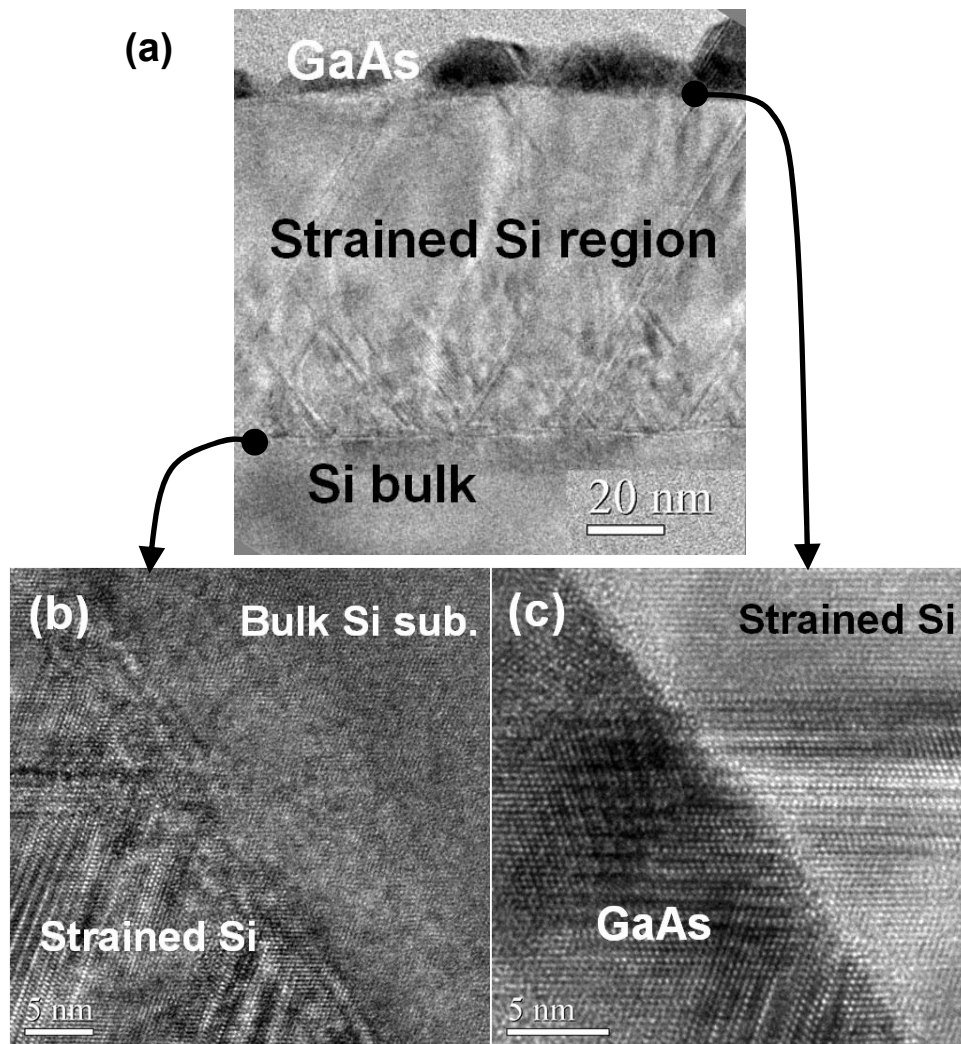 (a)
GaAs
Strained Si region
Si bulk
20 nm
(b)
Bulk Si sub.
Strained Si
5 nm
(c)
Strained Si
GaAs
5 nm